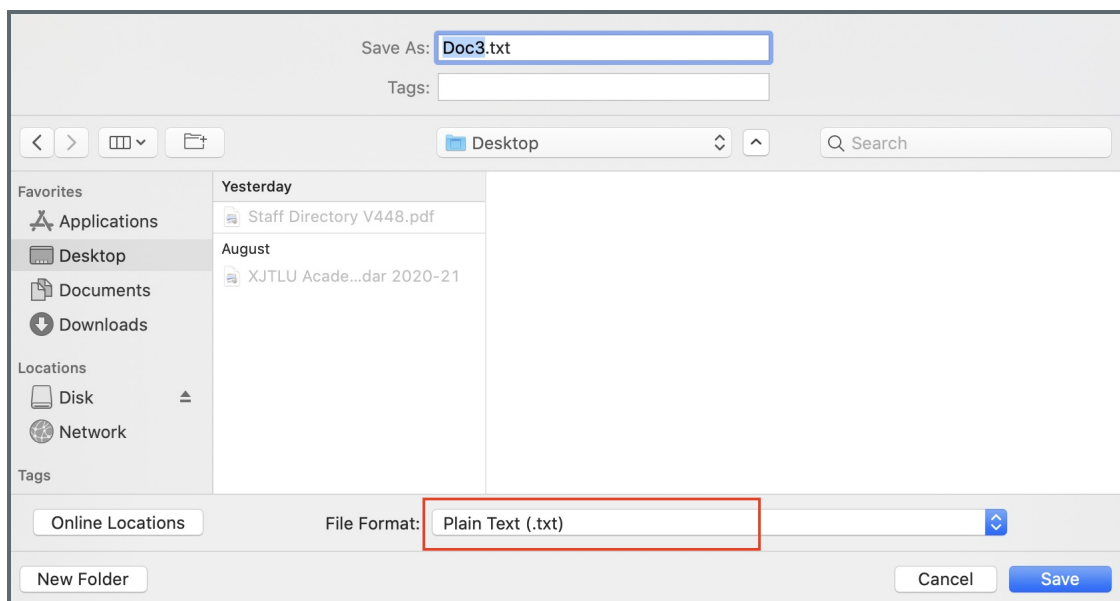 Save As: Doc3.txt
Tags:
Desktop
Search
Favorites
Applications
Desktop
Documents
Downloads
Locations
Disk
Network
Tags
Yesterday
Staff Directory V448.pdf
August
XJTLU Acade...dar 2020-21
Online Locations
File Format: Plain Text (.txt)
New Folder
Cancel
Save